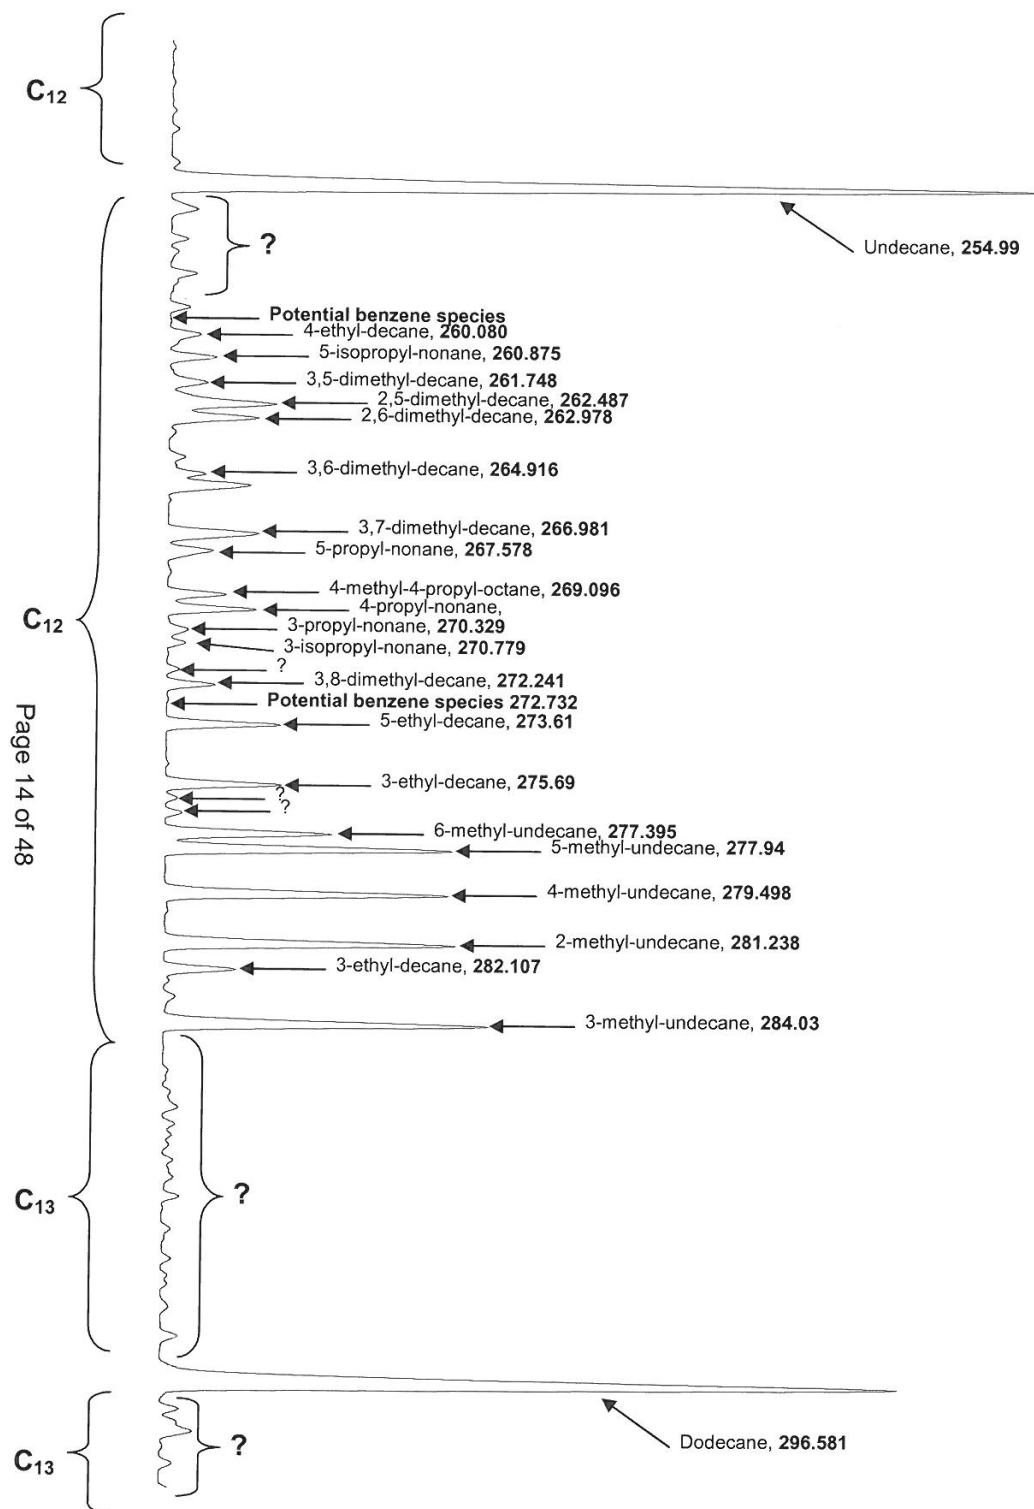 C12
Undecane, 254.99
?
Potential benzene species
4-ethyl-decane, 260.080
5-isopropyl-nonane, 260.875
3,5-dimethyl-decane, 261.748
2,5-dimethyl-decane, 262.487
2,6-dimethyl-decane, 262.978
3,6-dimethyl-decane, 264.916
3,7-dimethyl-decane, 266.981
5-propyl-nonane, 267.578
4-methyl-4-propyl-octane, 269.096
4-propyl-nonane,
C12
3-propyl-nonane, 270.329
3-isopropyl-nonane, 270.779
?
3,8-dimethyl-decane, 272.241
Potential benzene species 272.732
5-ethyl-decane, 273.61
Page 14 of 48
3-ethyl-decane, 275.69
?
?
6-methyl-undecane, 277.395
5-methyl-undecane, 277.94
4-methyl-undecane, 279.498
2-methyl-undecane, 281.238
3-ethyl-decane, 282.107
3-methyl-undecane, 284.03
C13
?
Dodecane, 296.581
?
C13